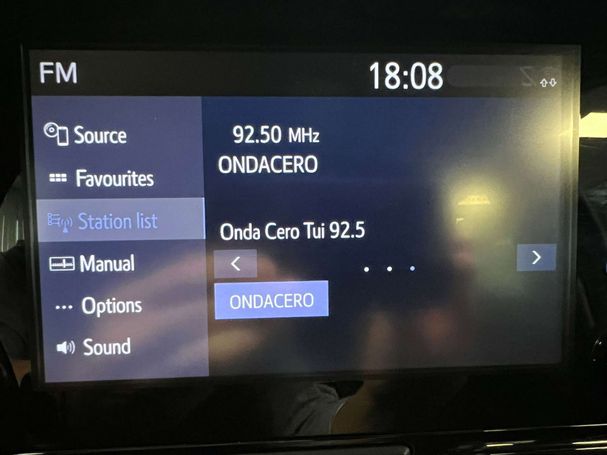 FM
18:08
Source
Favourites
Station list
Manual
Options
Sound
92.50 MHz
ONDACERO
Onda Cero Tui 92.5
ONDACERO